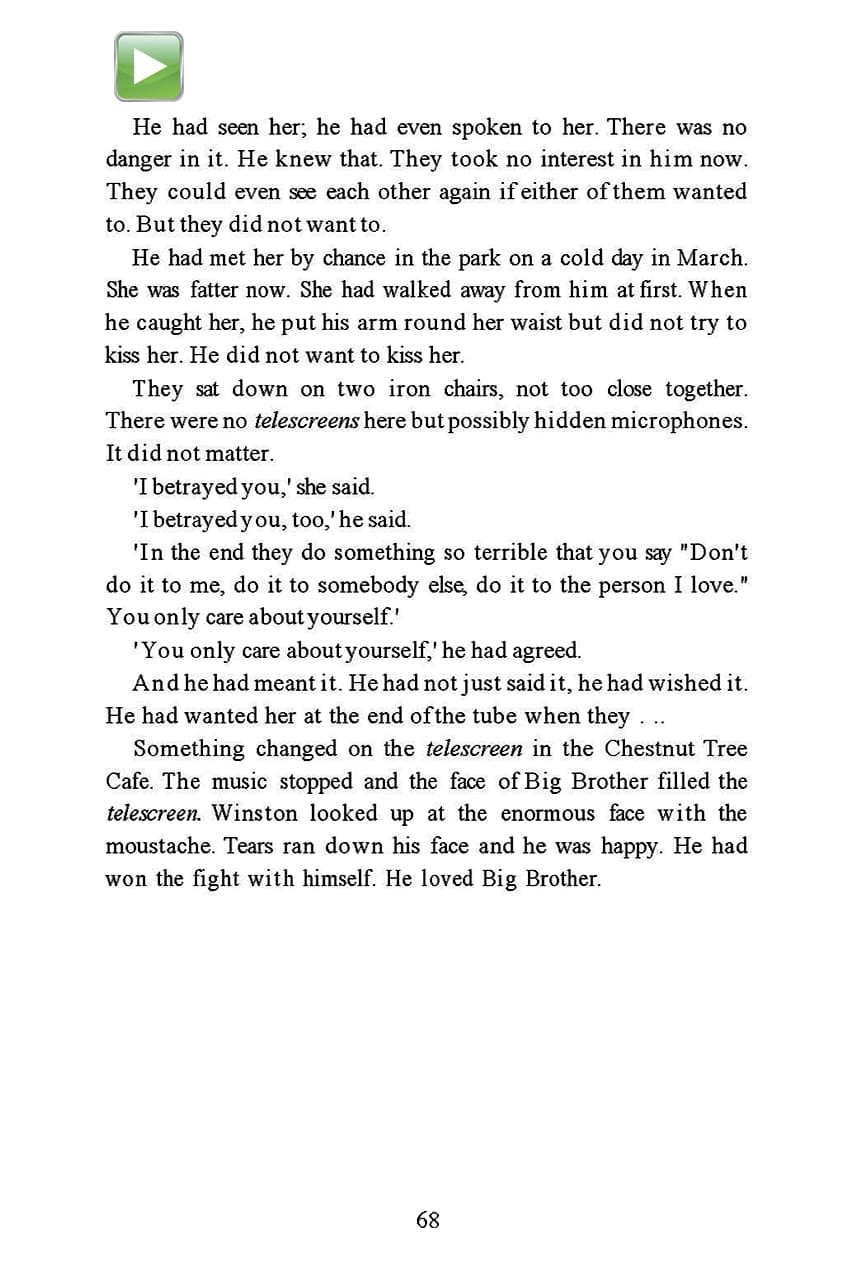 He had seen her; he had even spoken to her. There was no
danger in it. He knew that. They took no interest in him now.
They could even see each other again if either of them wanted
to. But they did not want to.
He had met her by chance in the park on a cold day in March.
She was fatter now. She had walked away from him at first. When
he caught her, he put his arm round her waist but did not try to
kiss her. He did not want to kiss her.
They sat down on two iron chairs, not too close together.
There were no telescreens here but possibly hidden microphones.
It did not matter.
'I betrayed you,' she said.
'I betrayed you, too,' he said.
'In the end they do something so terrible that you say "Don't
do it to me, do it to somebody else, do it to the person I love."
You only care about yourself.'
'You only care about yourself,' he had agreed.
And he had meant it. He had not just said it, he had wished it.
He had wanted her at the end of the tube when they . ..
Something changed on the telescreen in the Chestnut Tree
Cafe. The music stopped and the face of Big Brother filled the
telescreen. Winston looked up at the enormous face with the
moustache. Tears ran down his face and he was happy. He had
won the fight with himself. He loved Big Brother.
68